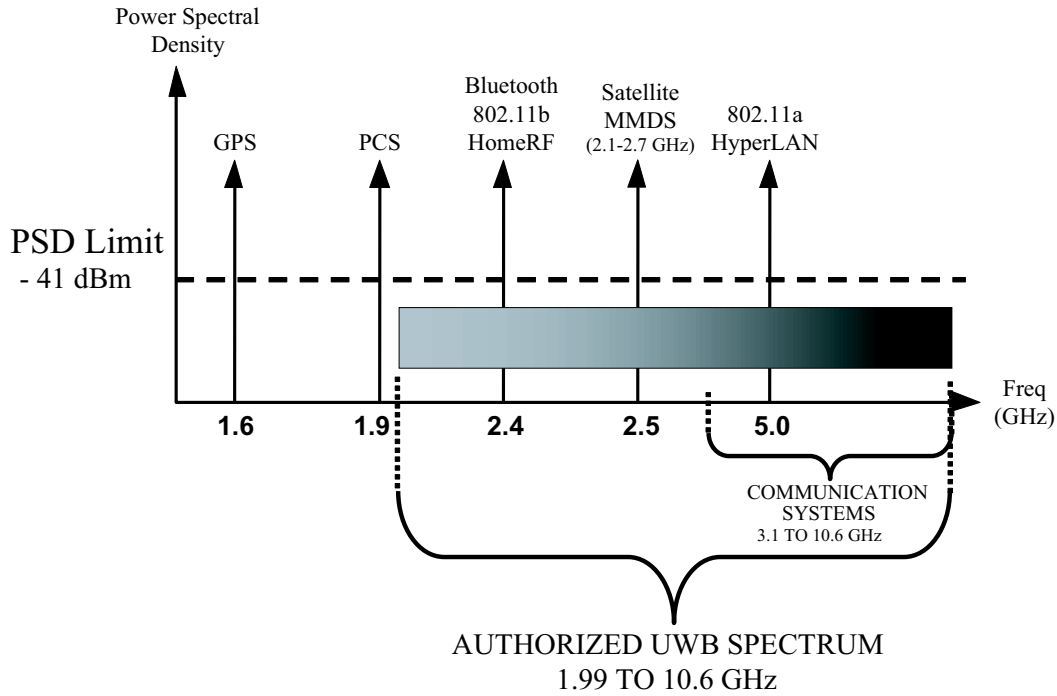 Power Spectral
Density
Bluetooth
802.11b
HomeRF
Satellite
MMDS
(2.1-2.7 GHz)
802.11a
HyperLAN
GPS
PCS
PSD Limit
- 41 dBm
Freq
(GHz)
1.6
1.9
2.4
2.5
5.0
COMMUNICATION
SYSTEMS
3.1 TO 10.6 GHz
AUTHORIZED UWB SPECTRUM
1.99 TO 10.6 GHz